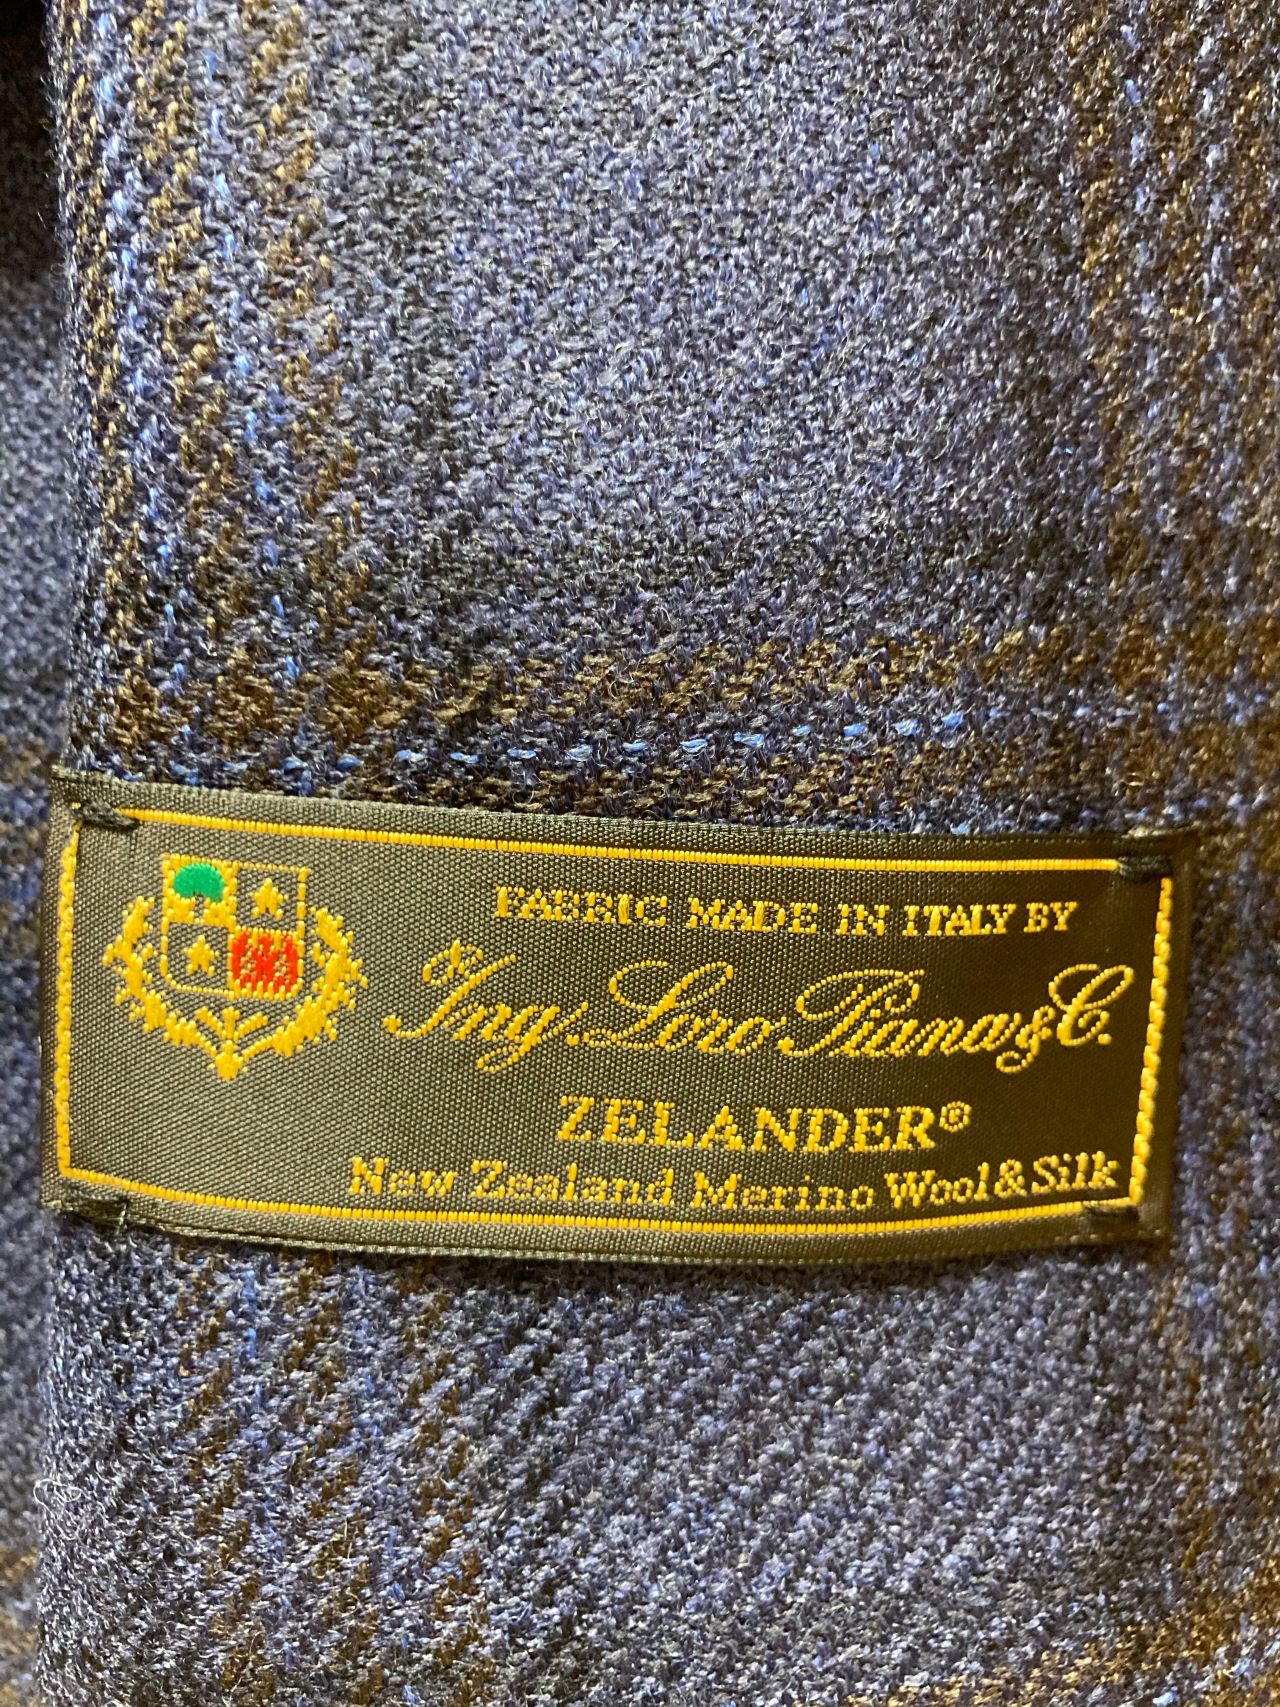 FABRIC MADE IN ITALY BY
Ing. Loro Piana & C.
ZELANDER®
New Zealand Merino Wool & Silk